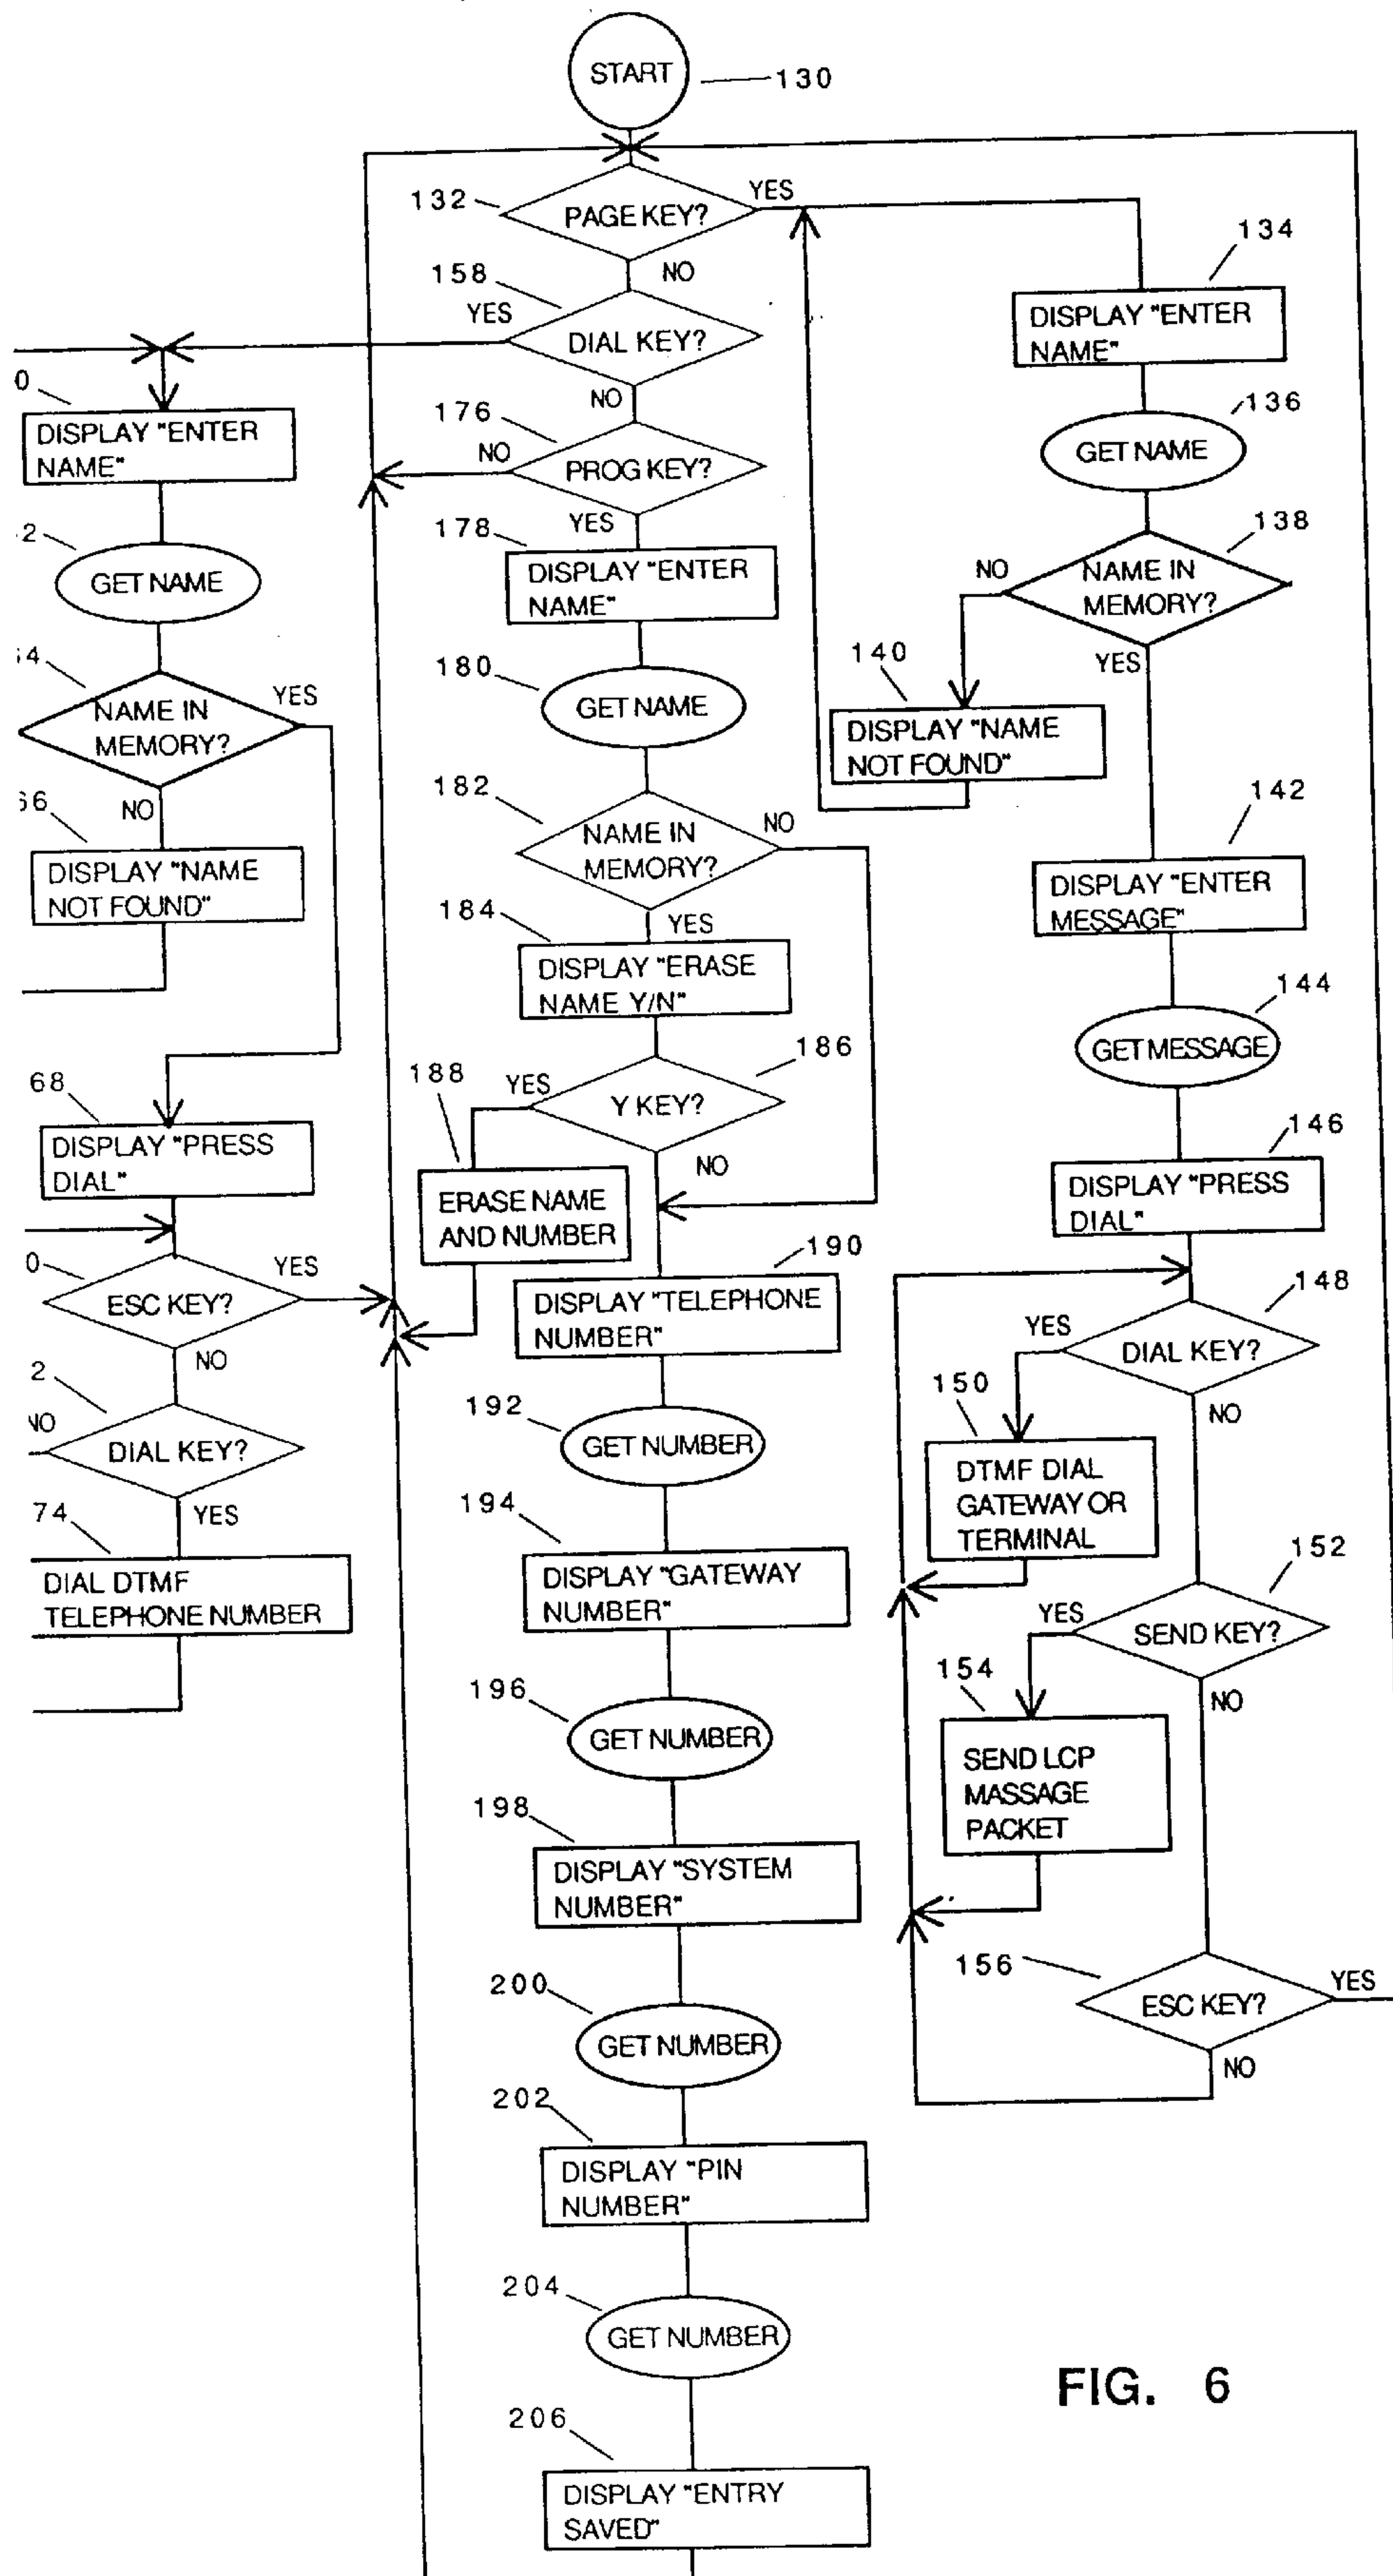 START
130
132
PAGE KEY?
YES
NO
158
YES
DIAL KEY?
NO
176
NO
PROG KEY?
YES
178
DISPLAY "ENTER
NAME"
180
GET NAME
182
NAME IN
MEMORY?
NO
YES
184
DISPLAY "ERASE
NAME Y/N"
186
Y KEY?
YES
NO
188
ERASE NAME
AND NUMBER
190
DISPLAY "TELEPHONE
NUMBER"
192
GET NUMBER
194
DISPLAY "GATEWAY
NUMBER"
196
GET NUMBER
198
DISPLAY "SYSTEM
NUMBER"
200
GET NUMBER
202
DISPLAY "PIN
NUMBER"
204
GET NUMBER
206
DISPLAY "ENTRY
SAVED"
0
DISPLAY "ENTER
NAME"
2
GET NAME
4
NAME IN
MEMORY?
YES
NO
66
DISPLAY "NAME
NOT FOUND"
68
DISPLAY "PRESS
DIAL"
0
ESC KEY?
YES
NO
2
NO
DIAL KEY?
YES
74
DIAL DTMF
TELEPHONE NUMBER
134
DISPLAY "ENTER
NAME"
136
GET NAME
138
NO
NAME IN
MEMORY?
YES
140
DISPLAY "NAME
NOT FOUND"
142
DISPLAY "ENTER
MESSAGE"
144
GET MESSAGE
146
DISPLAY "PRESS
DIAL"
148
YES
DIAL KEY?
NO
150
DTMF DIAL
GATEWAY OR
TERMINAL
152
YES
SEND KEY?
NO
154
SEND LCP
MASSAGE
PACKET
156
ESC KEY?
YES
NO
FIG. 6